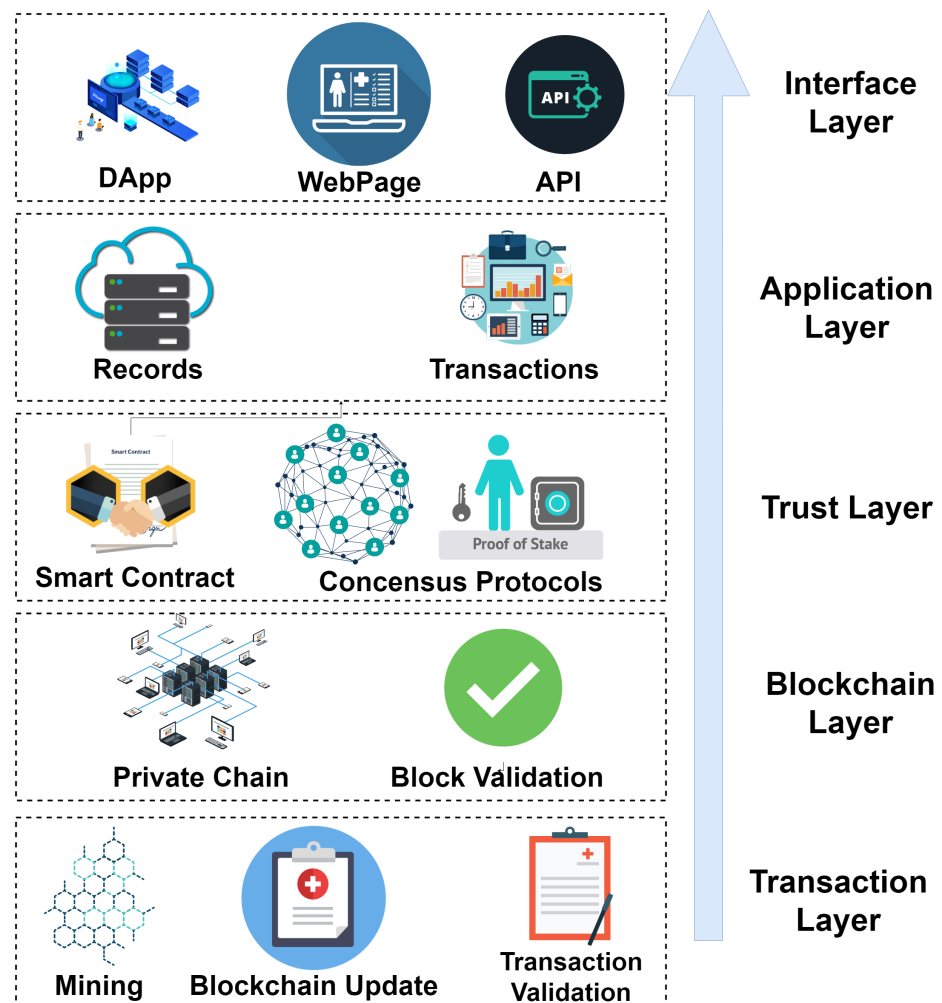 DApp
WebPage
API
API
Interface
Layer
Records
Transactions
Application
Layer
Smart Contract
Smart Contract
Proof of Stake
Concensus Protocols
Trust Layer
Private Chain
Block Validation
Blockchain
Layer
Mining
Blockchain Update
Transaction
Validation
Transaction
Layer